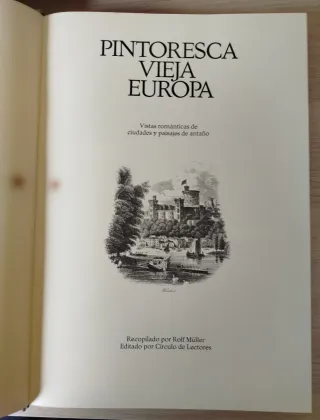 PINTORESCA
VIEJA
EUROPA
Vistas románticas de
ciudades y paisajes de antaño
Recopilado por Rolf Müller
Editado por Círculo de Lectores